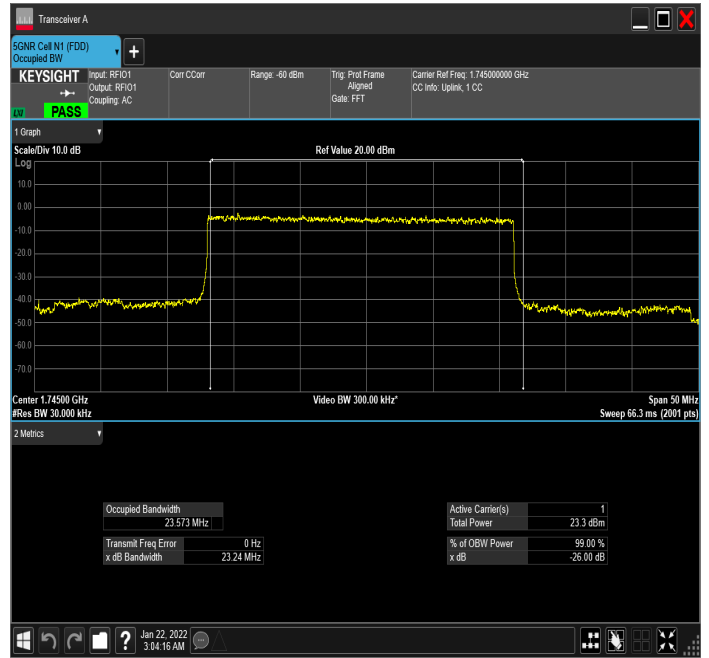 Transceiver A
5GNR Cell N1 (FDD)
Occupied BW
+
KEYSIGHT
Input: RFIO1
Output: RFIO1
Coupling: AC
Corr CCorr
Range: -60 dBm
Trig: Prot Frame
Aligned
Gate: FFT
Carrier Ref Freq: 1.745000000 GHz
CC Info: Uplink, 1 CC
LXI
PASS
1 Graph
Scale/Div 10.0 dB
Ref Value 20.00 dBm
Log
10.0
0.00
-10.0
-20.0
-30.0
-40.0
-50.0
-60.0
-70.0
Center 1.74500 GHz
Video BW 300.00 kHz*
Span 50 MHz
#Res BW 30.000 kHz
Sweep 66.3 ms (2001 pts)
2 Metrics
Occupied Bandwidth
23.573 MHz
Transmit Freq Error 0 Hz
x dB Bandwidth 23.24 MHz
Active Carrier(s) 1
Total Power 23.3 dBm
% of OBW Power 99.00 %
x dB -26.00 dB
?
Jan 22, 2022
3:04:16 AM